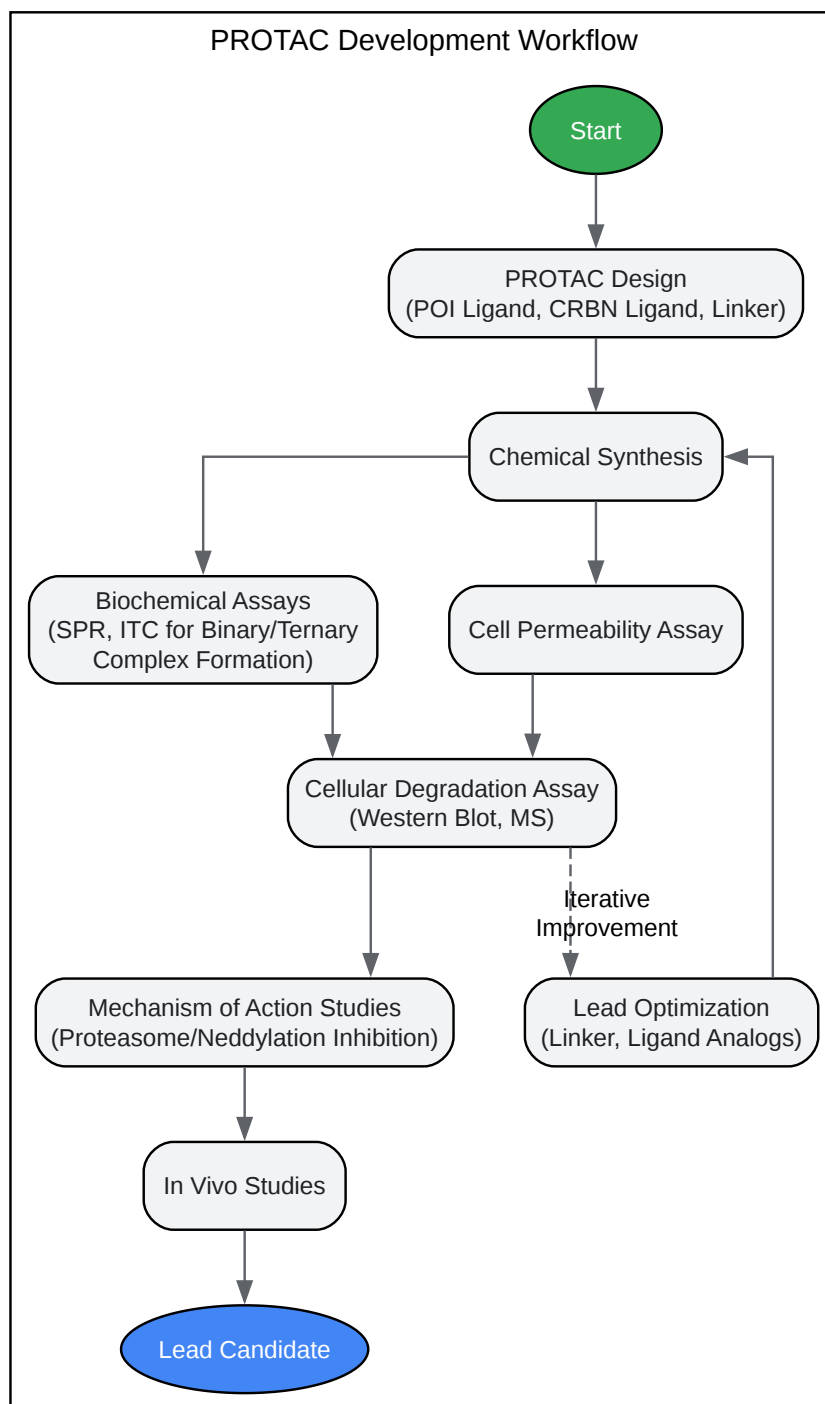 PROTAC Development Workflow
Start
PROTAC Design
(POI Ligand, CRBN Ligand, Linker)
Chemical Synthesis
Biochemical Assays
(SPR, ITC for Binary/Ternary
Complex Formation)
Cell Permeability Assay
Cellular Degradation Assay
(Western Blot, MS)
Iterative
Improvement
Mechanism of Action Studies
(Proteasome/Neddylation Inhibition)
Lead Optimization
(Linker, Ligand Analogs)
In Vivo Studies
Lead Candidate